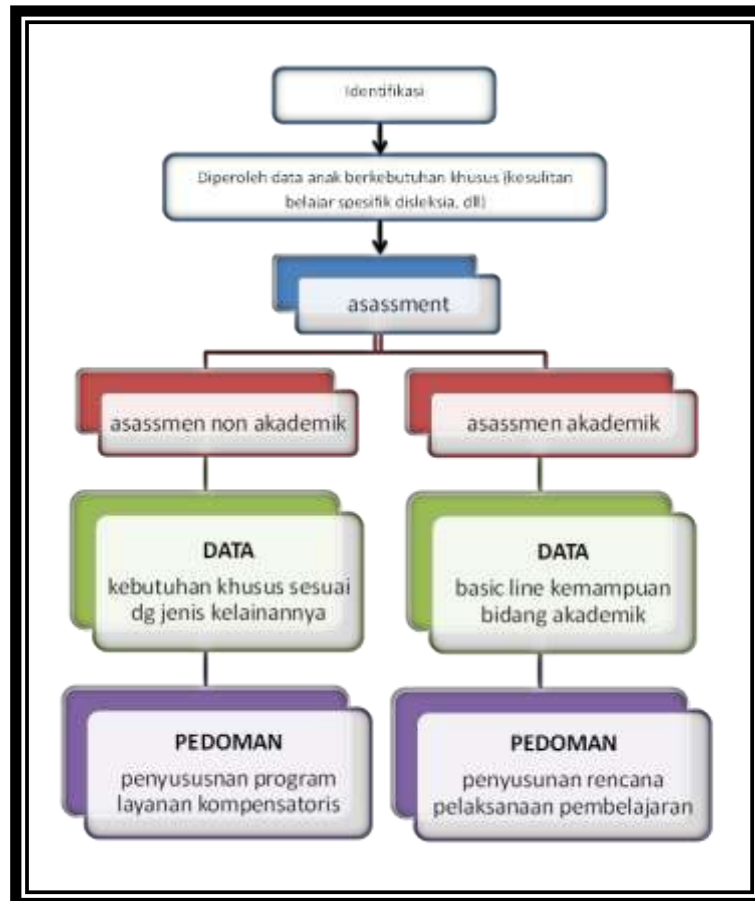 Identifikasi
Diperoleh data anak berkebutuhan khusus (kesulitan
belajar spesifik disleksia, dll)
asassment
asassmen non akademik
asassmen akademik
DATA
kebutuhan khusus sesuai
dg jenis kelainannya
DATA
basic line kemampuan
bidang akademik
PEDOMAN
penyususnan program
layanan kompensatoris
PEDOMAN
penyusunan rencana
pelaksanaan pembelajaran